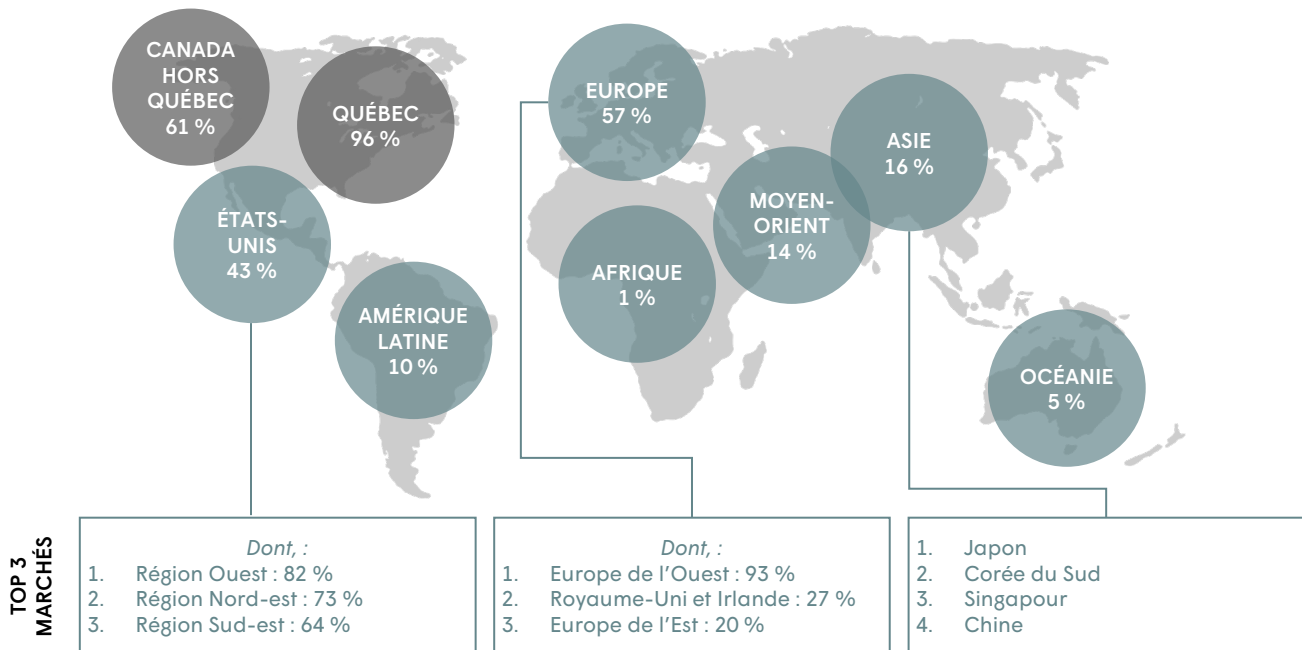 CANADA
HORS
QUÉBEC
61 %
QUÉBEC
96 %
ÉTATS-
UNIS
43 %
AMÉRIQUE
LATINE
10 %
EUROPE
57 %
AFRIQUE
1 %
MOYEN-
ORIENT
14 %
ASIE
16 %
OCÉANIE
5 %
TOP 3
MARCHÉS
Dont, :
1. Région Ouest : 82 %
2. Région Nord-est : 73 %
3. Région Sud-est : 64 %
Dont, :
1. Europe de l’Ouest : 93 %
2. Royaume-Uni et Irlande : 27 %
3. Europe de l’Est : 20 %
1. Japon
2. Corée du Sud
3. Singapour
4. Chine